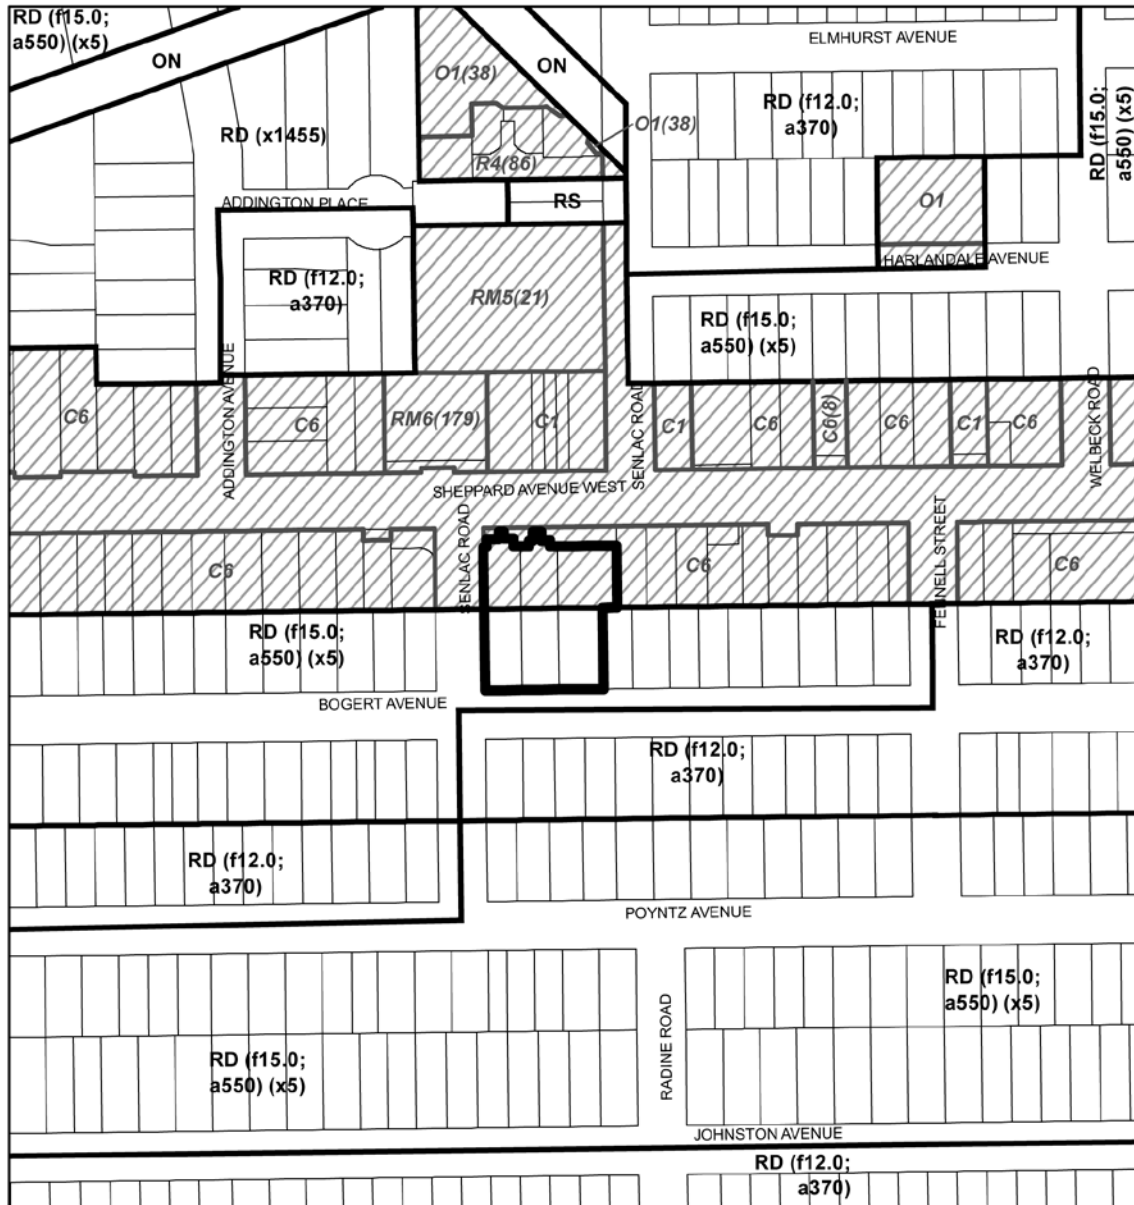 RD (f15.0;
a550) (x5)
ON
O1(38)
ON
ELMHURST AVENUE
RD (f12.0;
a370)
RD (f15.0;
a550) (x5)
RD (x1455)
O1(38)
R4(86)
ADDINGTON PLACE
RS
O1
HARLANDALE AVENUE
RD (f12.0;
a370)
RM5(21)
RD (f15.0;
a550) (x5)
ADDINGTON AVENUE
C6
C6
RM6(179)
C1
SENLAC ROAD
C1
C6
C6(8)
C6
C1
C6
WELBECK ROAD
SHEPPARD AVENUE WEST
SENLAC ROAD
FENNELL STREET
C6
C6
C6
RD (f15.0;
a550) (x5)
RD (f12.0;
a370)
BOGERT AVENUE
RD (f12.0;
a370)
RD (f12.0;
a370)
POYNTZ AVENUE
RADINE ROAD
RD (f15.0;
a550) (x5)
RD (f15.0;
a550) (x5)
JOHNSTON AVENUE
RD (f12.0;
a370)